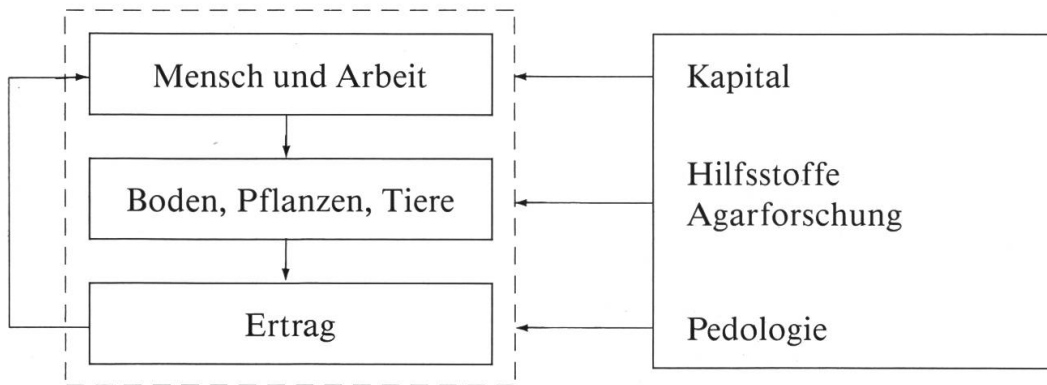 Mensch und Arbeit
Boden, Pflanzen, Tiere
Ertrag
Kapital
Hilfsstoffe
Agarforschung
Pedologie